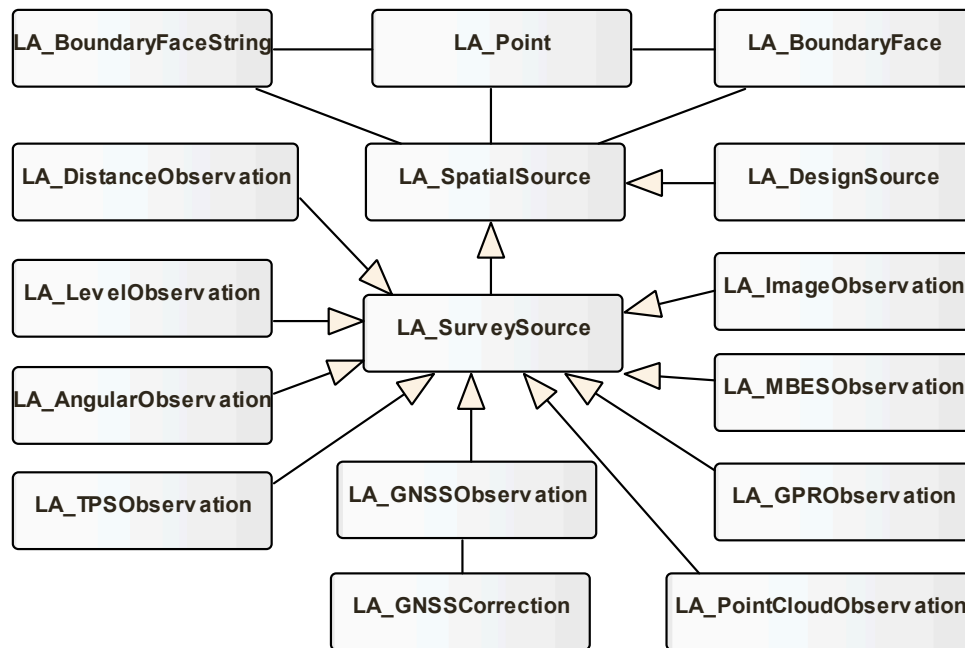 LA_BoundaryFaceString
LA_Point
LA_BoundaryFace
LA_DistanceObservation
LA_SpatialSource
LA_DesignSource
LA_LevelObservation
LA_SurveySource
LA_ImageObservation
LA_AngularObservation
LA_MBESObservation
LA_TPSObservation
LA_GNSSObservation
LA_GPRObservation
LA_GNSSCorrection
LA_PointCloudObservation